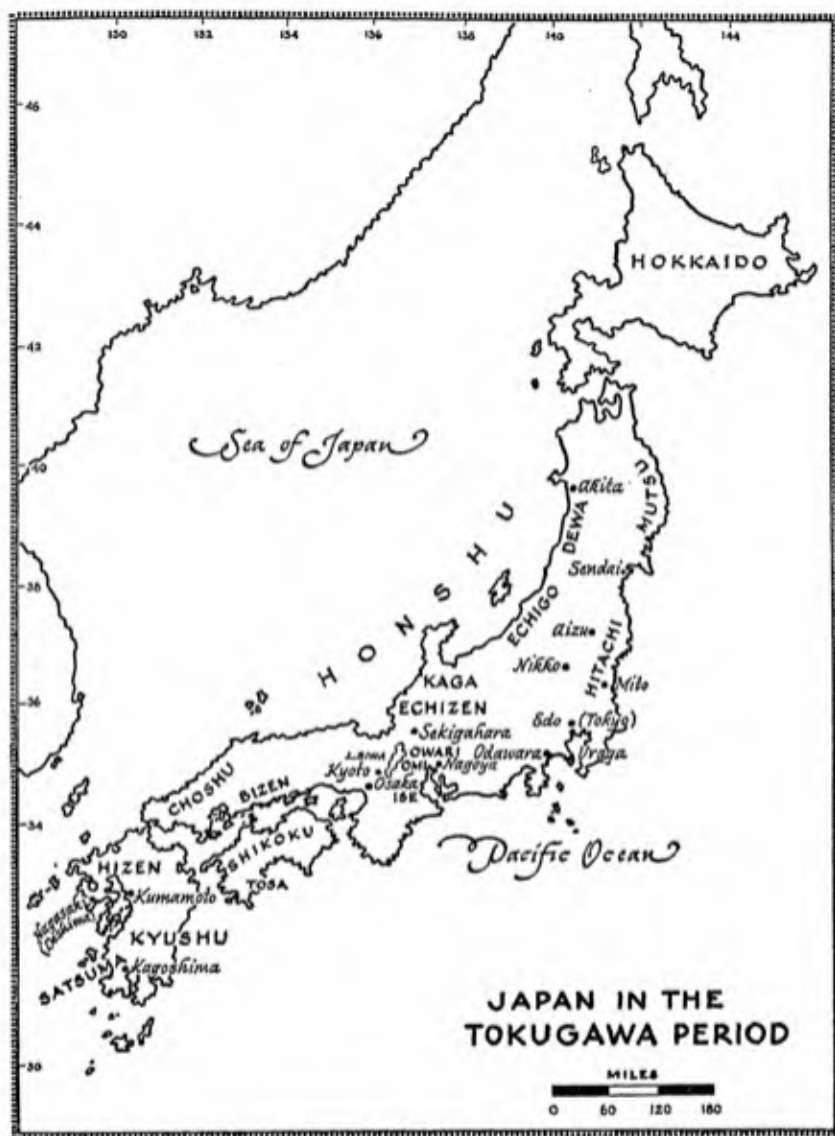 130 132 134 136 138 140 144
46
44
42
40
38
36
34
30
HOKKAIDO
Sea of Japan
HONSHU
Akita
DEWA
MUTSU
Sendai
ECHIGO
Aizu
HITACHI
Nikko
Mito
KAGA
ECHIZEN
Sekigahara
Edo (Tokyo)
L. BIWA
OWARI
Odawara
Uraga
OMI
Nagoya
Kyoto
Osaka
ISE
CHOSHU
BIZEN
SHIKOKU
TOSA
Pacific Ocean
HIZEN
Nagasaki
(Deshima)
Kumamoto
KYUSHU
SATSUMA
Kagoshima
JAPAN IN THE
TOKUGAWA PERIOD
MILES
0 60 120 180